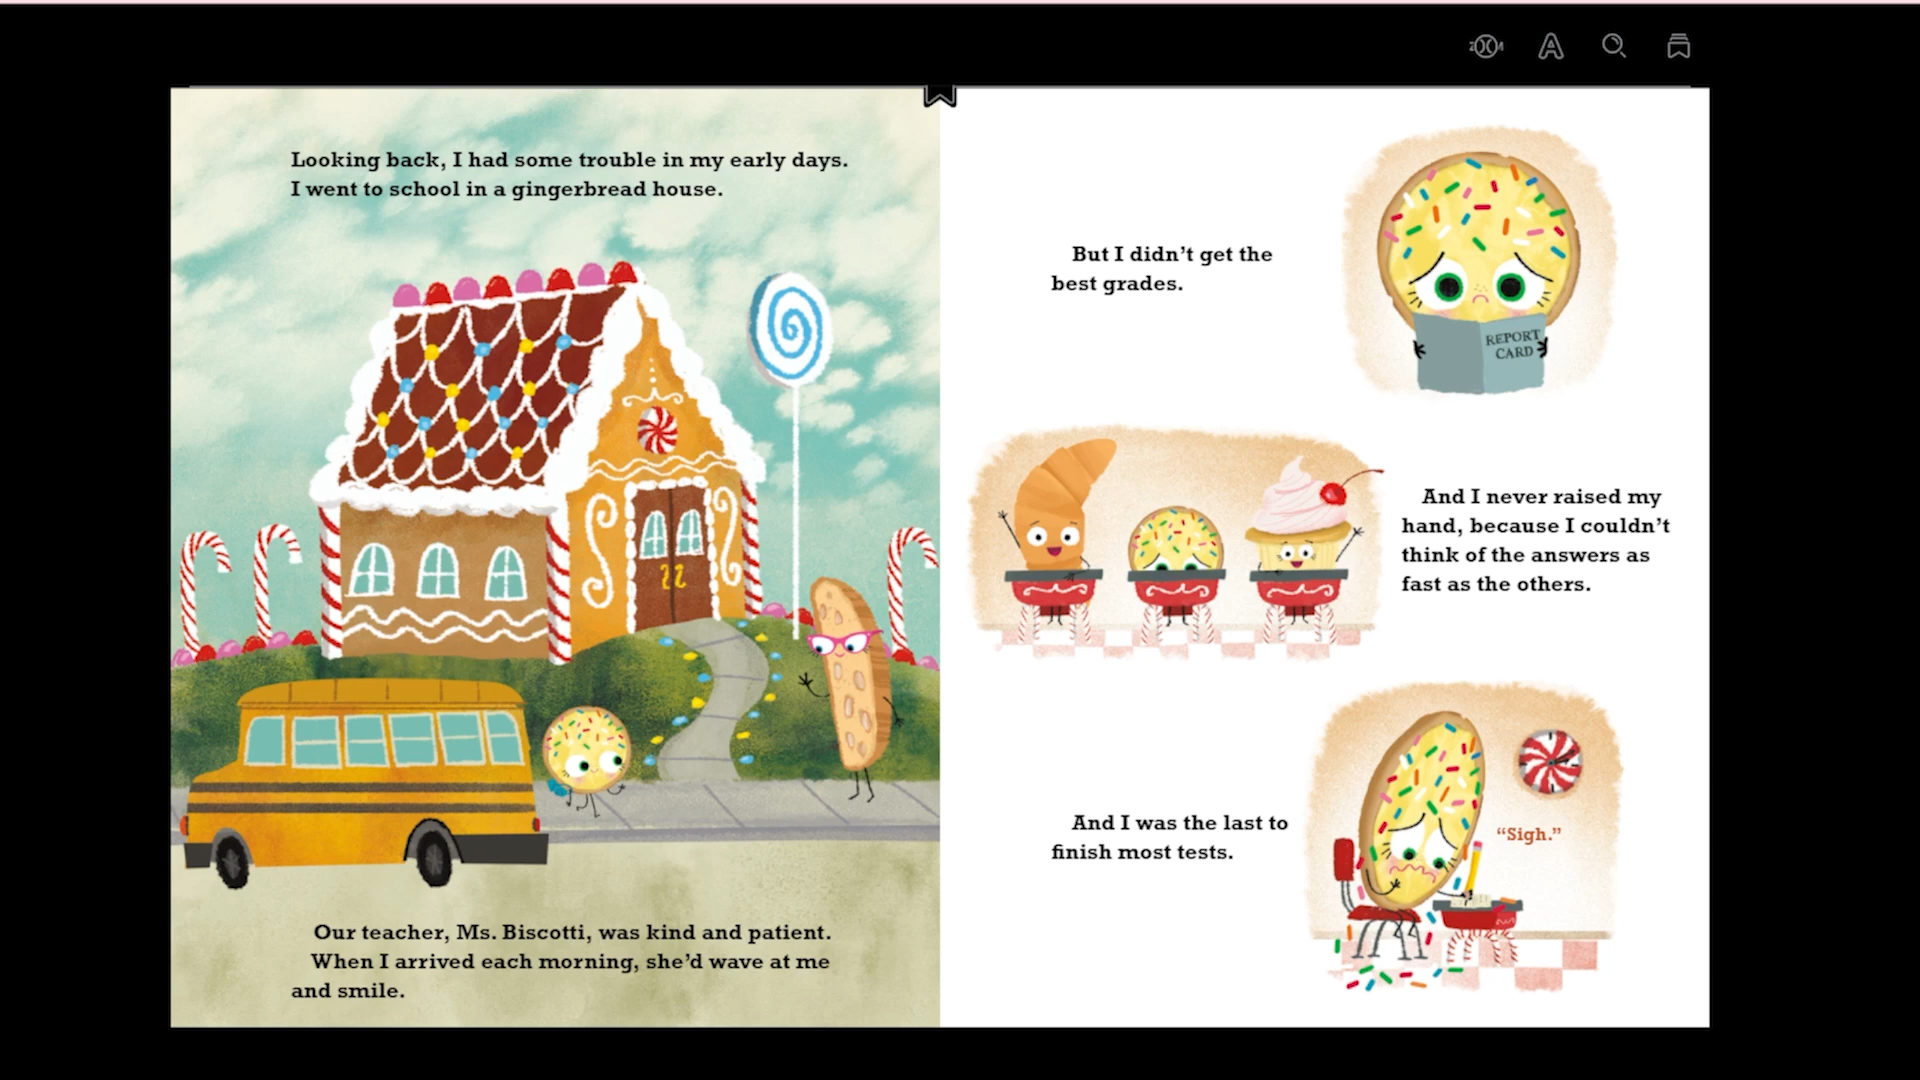 Looking back, I had some trouble in my early days.
I went to school in a gingerbread house.
Our teacher, Ms. Biscotti, was kind and patient.
When I arrived each morning, she’d wave at me
and smile.
But I didn’t get the
best grades.
REPORT
CARD
And I never raised my
hand, because I couldn’t
think of the answers as
fast as the others.
And I was the last to
finish most tests.
“Sigh.”